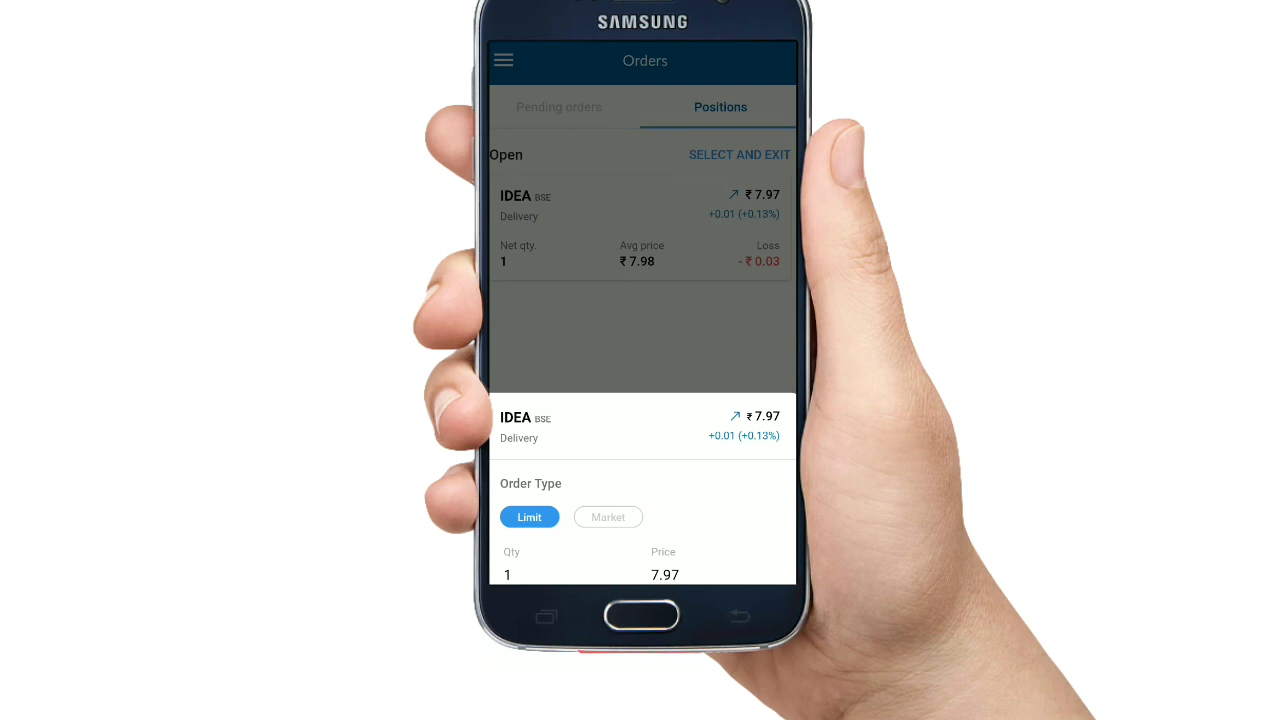 SAMSUNG
Orders
Pending orders Positions
Open SELECT AND EXIT
IDEA BSE ₹ 7.97
Delivery +0.01 (+0.13%)
Net qty. Avg price Loss
1 ₹ 7.98 - ₹ 0.03
IDEA BSE ₹ 7.97
Delivery +0.01 (+0.13%)
Order Type
Limit Market
Qty Price
1 7.97